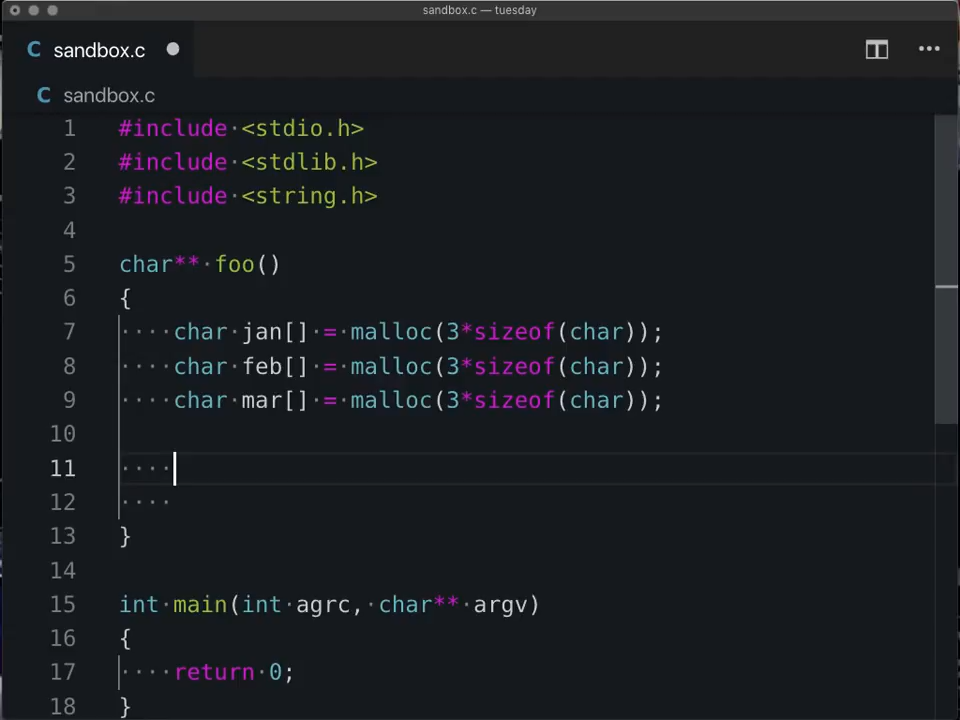 sandbox.c — tuesday
C sandbox.c
C sandbox.c
1 #include <stdio.h>
2 #include <stdlib.h>
3 #include <string.h>
4
5 char** foo()
6 {
7 char jan[] = malloc(3*sizeof(char));
8 char feb[] = malloc(3*sizeof(char));
9 char mar[] = malloc(3*sizeof(char));
10
11
12
13 }
14
15 int main(int agrc, char** argv)
16 {
17 return 0;
18 }